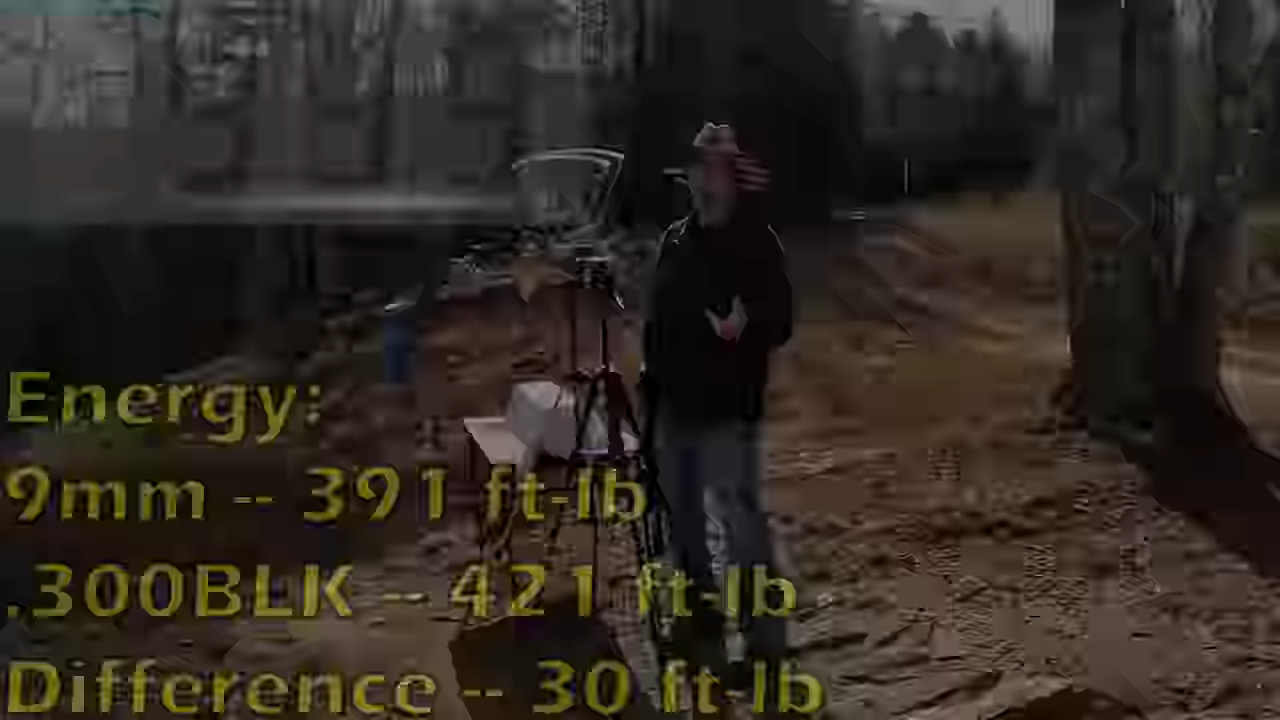 Energy:
9mm -- 391 ft-lb
.300BLK -- 421 ft-lb
Difference -- 30 ft-lb